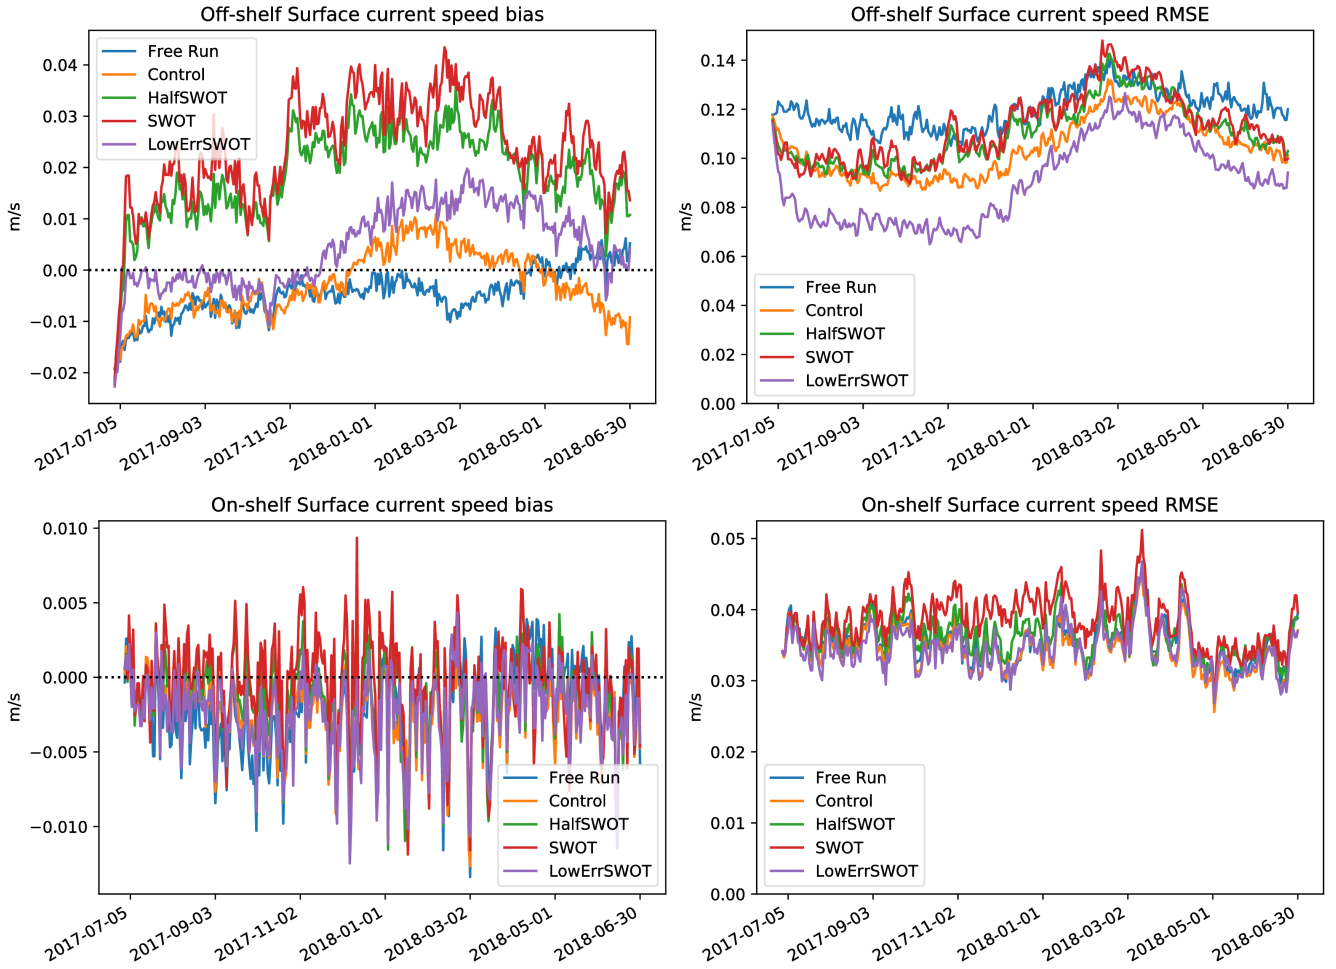 Off-shelf Surface current speed bias
m/s
0.04
0.03
0.02
0.01
0.00
−0.01
−0.02
Free Run
Control
HalfSWOT
SWOT
LowErrSWOT
2017-07-05
2017-09-03
2017-11-02
2018-01-01
2018-03-02
2018-05-01
2018-06-30
Off-shelf Surface current speed RMSE
m/s
0.14
0.12
0.10
0.08
0.06
0.04
0.02
0.00
Free Run
Control
HalfSWOT
SWOT
LowErrSWOT
2017-07-05
2017-09-03
2017-11-02
2018-01-01
2018-03-02
2018-05-01
2018-06-30
On-shelf Surface current speed bias
m/s
0.010
0.005
0.000
−0.005
−0.010
Free Run
Control
HalfSWOT
SWOT
LowErrSWOT
2017-07-05
2017-09-03
2017-11-02
2018-01-01
2018-03-02
2018-05-01
2018-06-30
On-shelf Surface current speed RMSE
m/s
0.05
0.04
0.03
0.02
0.01
0.00
Free Run
Control
HalfSWOT
SWOT
LowErrSWOT
2017-07-05
2017-09-03
2017-11-02
2018-01-01
2018-03-02
2018-05-01
2018-06-30